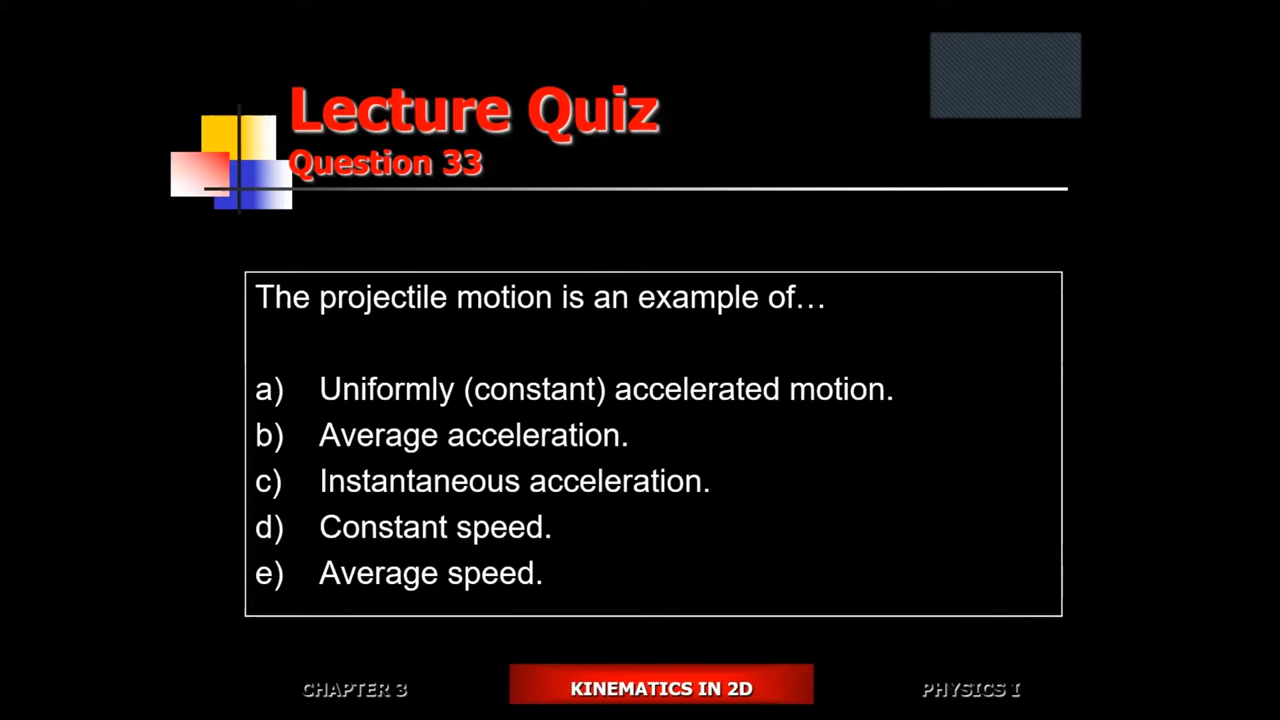 Lecture Quiz
Question 33
The projectile motion is an example of…
a) Uniformly (constant) accelerated motion.
b) Average acceleration.
c) Instantaneous acceleration.
d) Constant speed.
e) Average speed.
CHAPTER 3 KINEMATICS IN 2D PHYSICS I